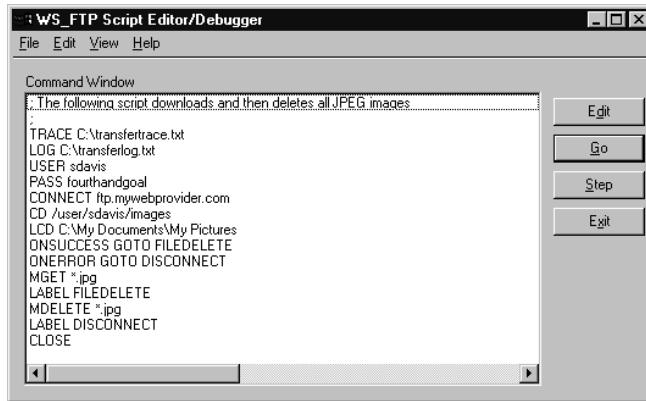 WS_FTP Script Editor/Debugger
File Edit View Help
Command Window
; The following script downloads and then deletes all JPEG images
;
TRACE C:\transfertrace.txt
LOG C:\transferlog.txt
USER sdavis
PASS fourthandgoal
CONNECT ftp.mywebprovider.com
CD /user/sdavis/images
LCD C:\My Documents\My Pictures
ONSUCCESS GOTO FILEDELETE
ONERROR GOTO DISCONNECT
MGET *.jpg
LABEL FILEDELETE
MDELETE *.jpg
LABEL DISCONNECT
CLOSE
Edit
Go
Step
Exit